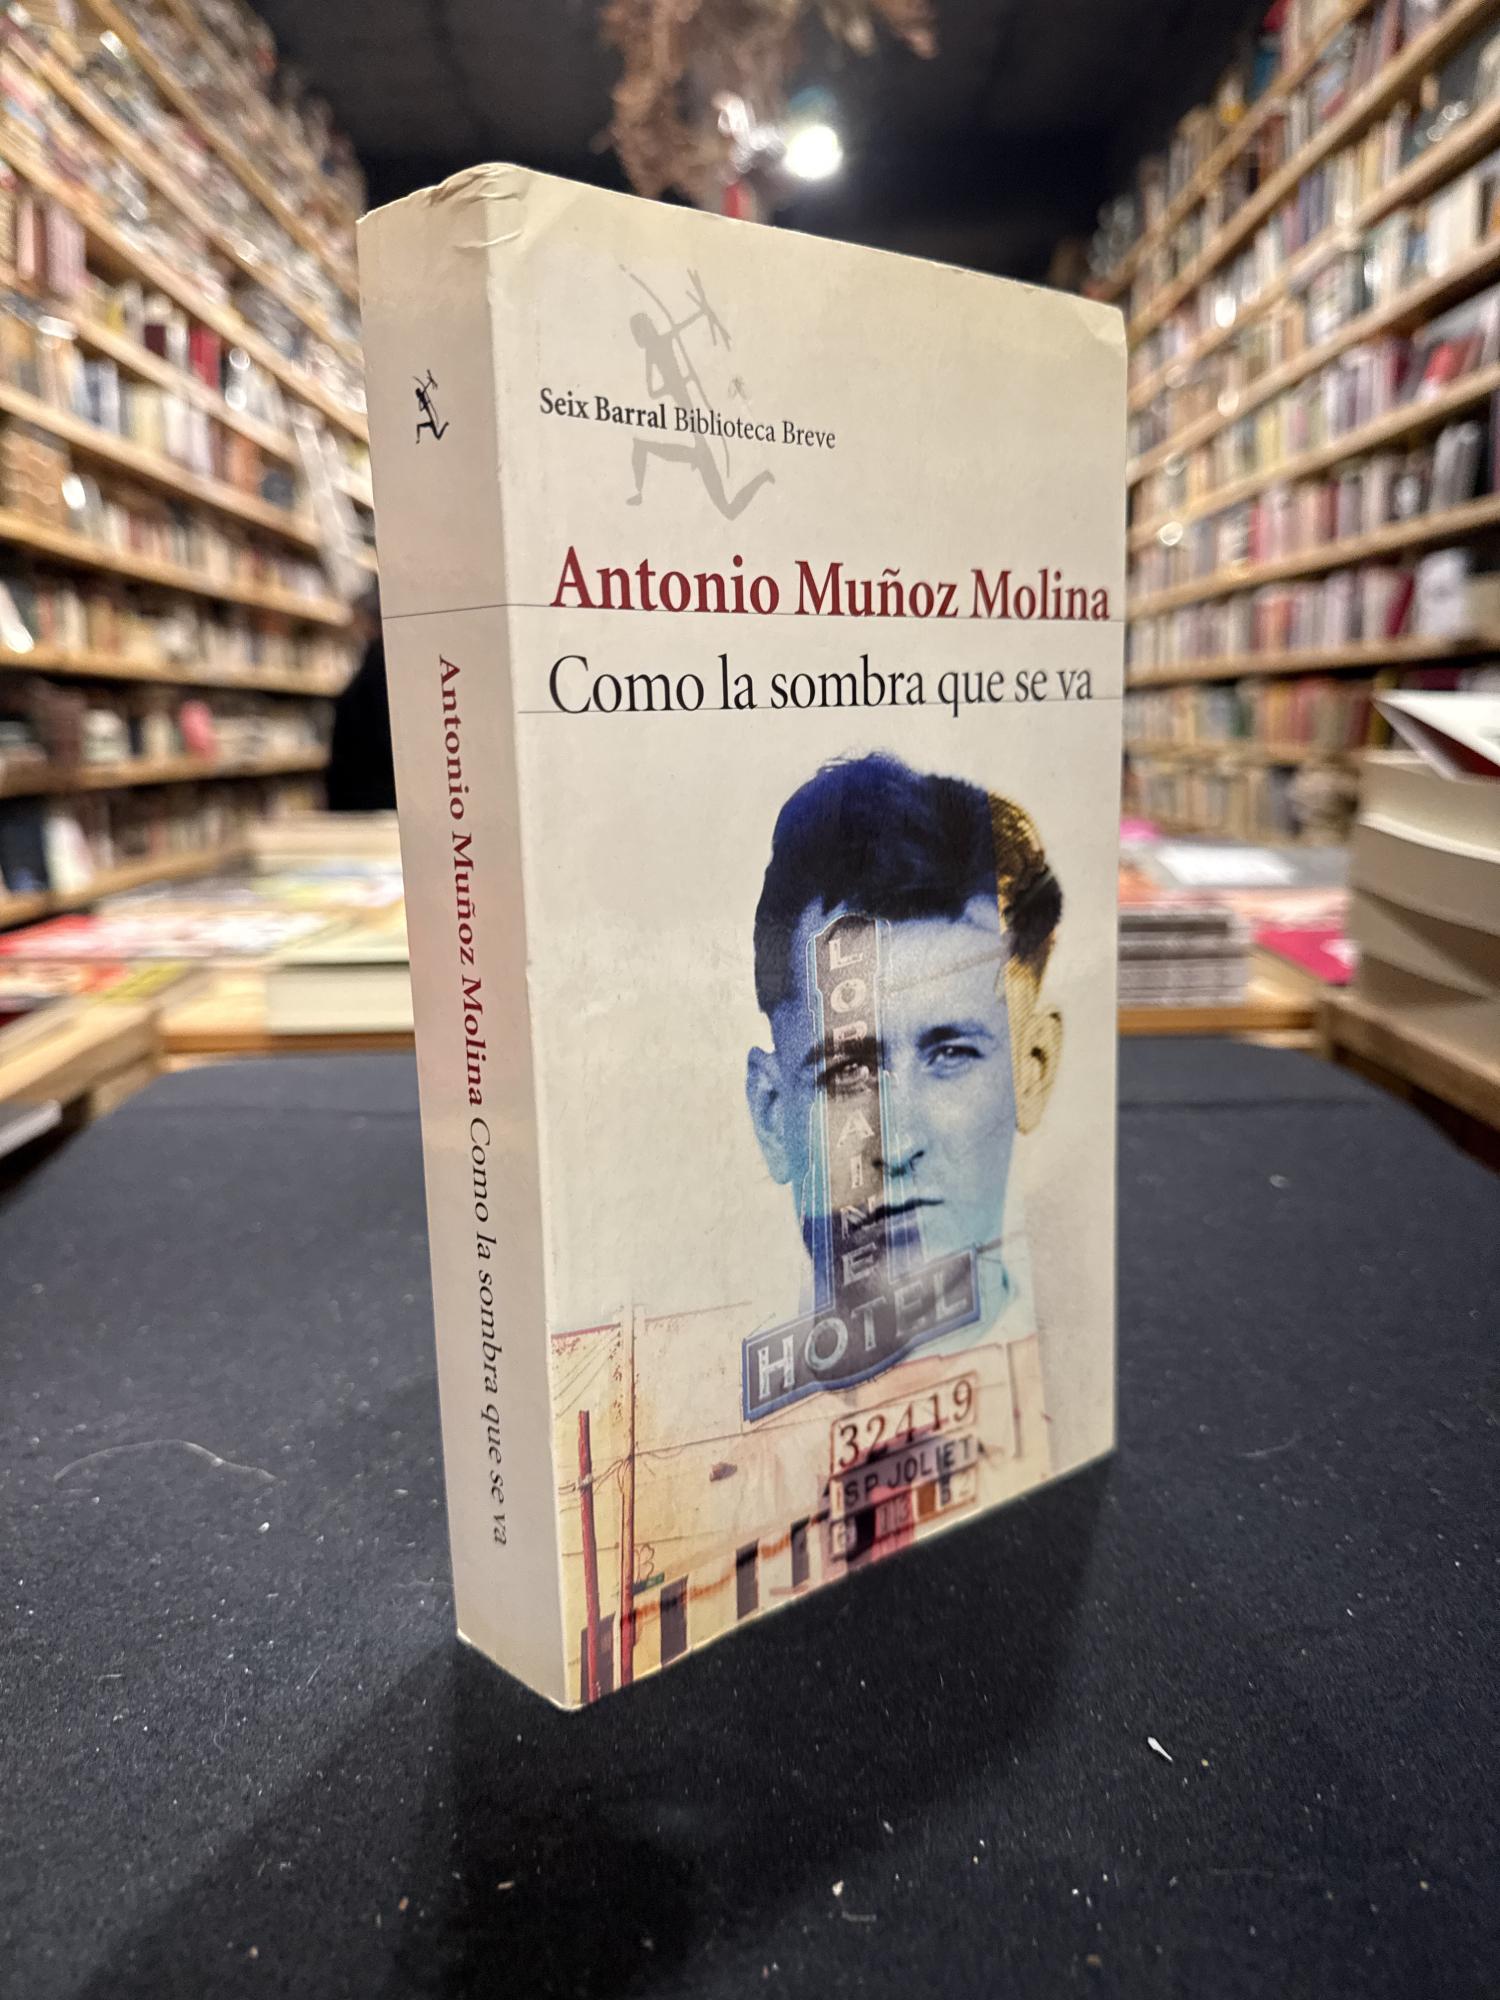 Seix Barral Biblioteca Breve
Antonio Muñoz Molina
Como la sombra que se va
LORRAINE
HOTEL
32419
ISP JOLIET
Antonio Muñoz Molina Como la sombra que se va